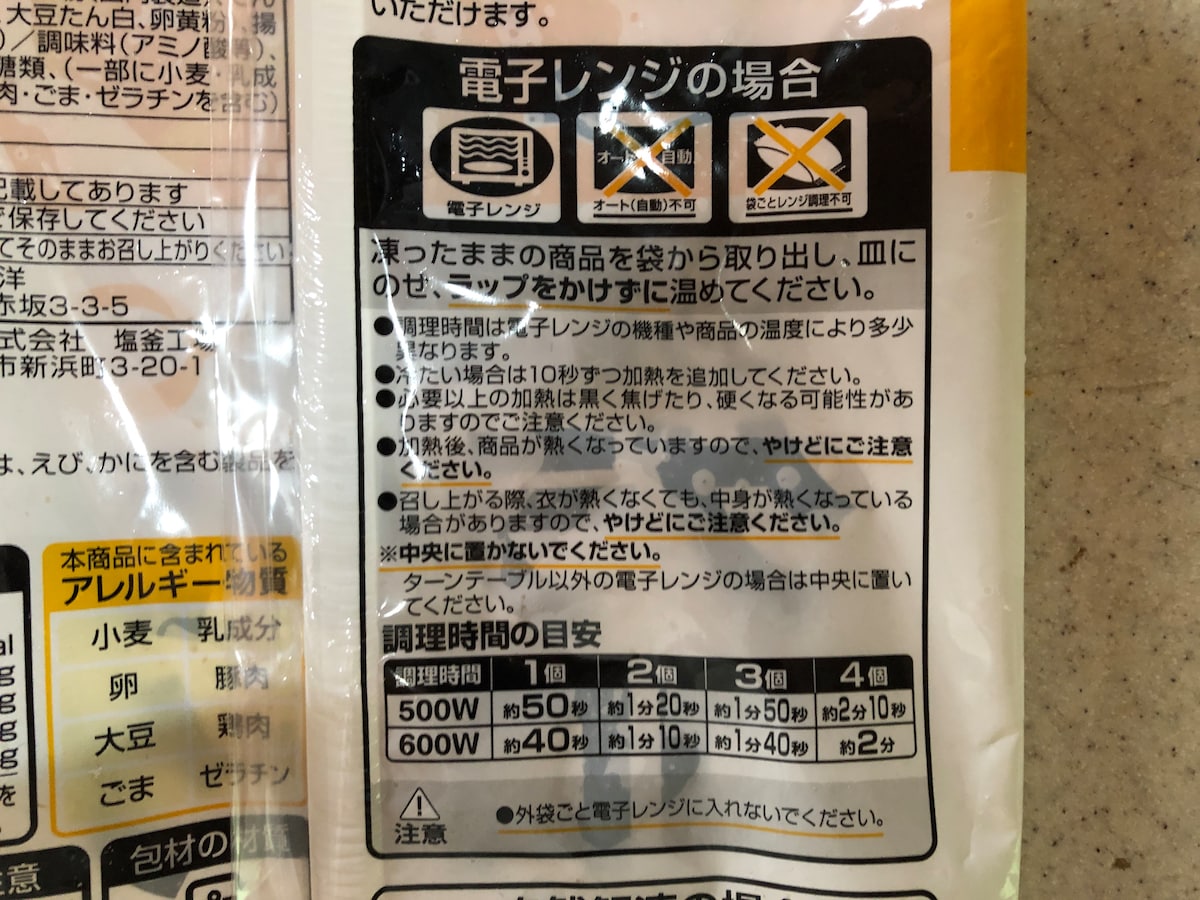 大豆たん白、卵黄粉、揚
)／調味料(アミノ酸等)、
糖類、(一部に小麦・乳成
肉・ごま・ゼラチンを含む)
記載してあります
保存してください
てそのままお召し上がりください
洋
赤坂3-3-5
式会社 塩釜工場
市新浜町3-20-1
は、えび、かにを含む製品を
本商品に含まれている
アレルギー物質
小麦 乳成分
卵 豚肉
大豆 鶏肉
ごま ゼラチン
包材の材質
意
いただけます。
電子レンジの場合
電子レンジ
オート 自動
オート(自動)不可
袋ごとレンジ調理不可
凍ったままの商品を袋から取り出し、皿に
のせ、ラップをかけずに温めてください。
●調理時間は電子レンジの機種や商品の温度により多少
異なります。
●冷たい場合は10秒ずつ加熱を追加してください。
●必要以上の加熱は黒く焦げたり、硬くなる可能性があ
りますのでご注意ください。
●加熱後、商品が熱くなっていますので、やけどにご注意
ください。
●召し上がる際、衣が熱くなくても、中身が熱くなっている
場合がありますので、やけどにご注意ください。
※中央に置かないでください。
ターンテーブル以外の電子レンジの場合は中央に置い
てください。
調理時間の目安
調理時間 1個 2個 3個 4個
500W 約50秒 約1分20秒 約1分50秒 約2分10秒
600W 約40秒 約1分10秒 約1分40秒 約2分
注意
●外袋ごと電子レンジに入れないでください。